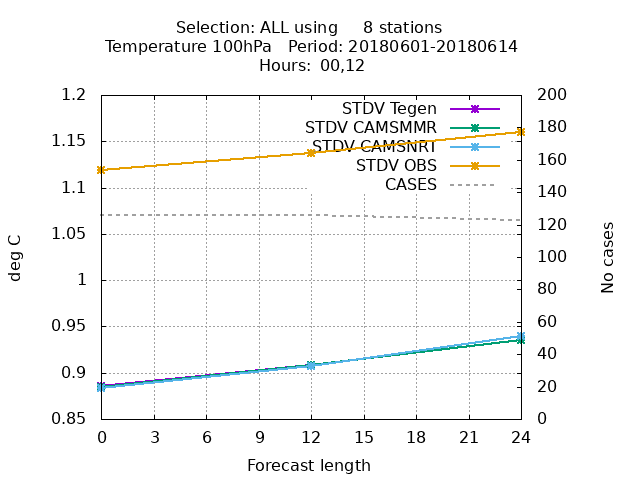 Selection: ALL using     8 stations
Temperature 100hPa   Period: 20180601-20180614
Hours:  00,12
1.2
1.15
1.1
1.05
1
0.95
0.9
0.85
deg C
STDV Tegen
STDV CAMSMMR
STDV CAMSNRT
STDV OBS
CASES
200
180
160
140
120
100
80
60
40
20
0
No cases
0 3 6 9 12 15 18 21 24
Forecast length